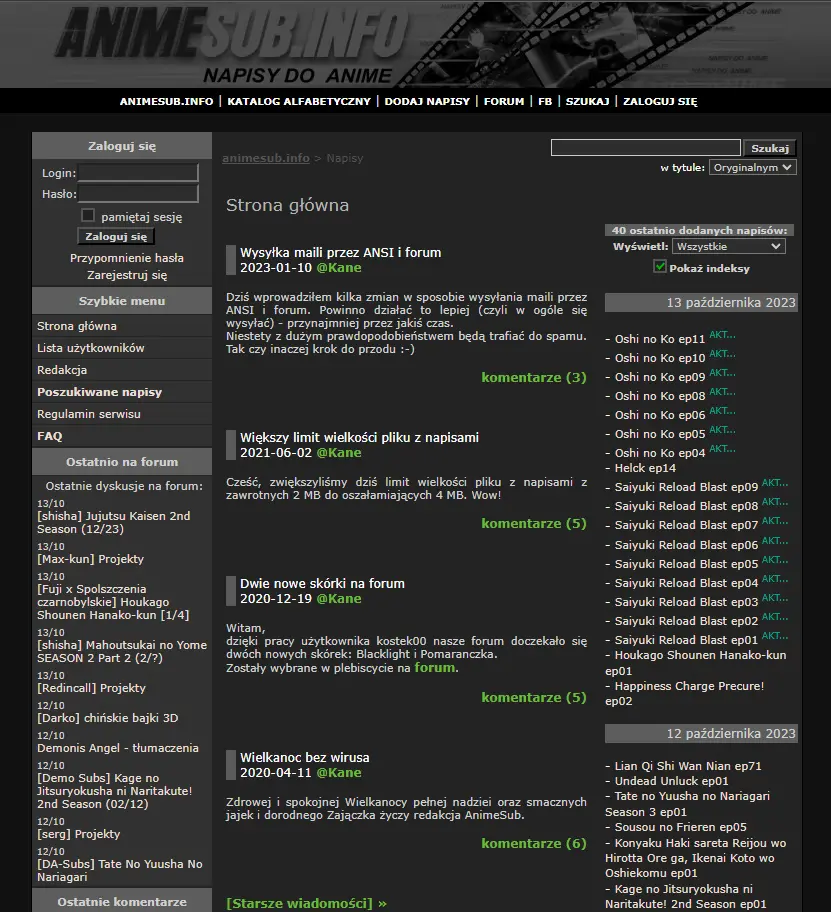 ANIMESUB.INFO
NAPISY DO ANIME
ANIMESUB.INFO | KATALOG ALFABETYCZNY | DODAJ NAPISY | FORUM | FB | SZUKAJ | ZALOGUJ SIĘ
Zaloguj się
Login:
Hasło:
pamiętaj sesję
Zaloguj się
Przypomnienie hasła
Zarejestruj się
Szybkie menu
Strona główna
Lista użytkowników
Redakcja
Poszukiwane napisy
Regulamin serwisu
FAQ
Ostatnio na forum
Ostatnie dyskusje na forum:
13/10
[shisha] Jujutsu Kaisen 2nd
Season (12/23)
13/10
[Max-kun] Projekty
13/10
[Fuji x Spolszczenia
czarnobylskie] Houkago
Shounen Hanako-kun [1/4]
13/10
[shisha] Mahoutsukai no Yome
SEASON 2 Part 2 (2/?)
13/10
[Redincall] Projekty
12/10
[Darko] chińskie bajki 3D
12/10
Demonis Angel - tłumaczenia
12/10
[Demo Subs] Kage no
Jitsuryokusha ni Naritakute!
2nd Season (02/12)
12/10
[serg] Projekty
12/10
[DA-Subs] Tate No Yuusha No
Nariagari
Ostatnie komentarze
animesub.info > Napisy
Strona główna
Wysyłka maili przez ANSI i forum
2023-01-10 @Kane
Dziś wprowadziłem kilka zmian w sposobie wysyłania maili przez
ANSI i forum. Powinno działać to lepiej (czyli w ogóle się
wysyłać) - przynajmniej przez jakiś czas.
Niestety z dużym prawdopodobieństwem będą trafiać do spamu.
Tak czy inaczej krok do przodu :-)
komentarze (3)
Większy limit wielkości pliku z napisami
2021-06-02 @Kane
Cześć, zwiększyliśmy dziś limit wielkości pliku z napisami z
zawrotnych 2 MB do oszałamiających 4 MB. Wow!
komentarze (5)
Dwie nowe skórki na forum
2020-12-19 @Kane
Witam,
dzięki pracy użytkownika kostek00 nasze forum doczekało się
dwóch nowych skórek: Blacklight i Pomaranczka.
Zostały wybrane w plebiscycie na forum.
komentarze (5)
Wielkanoc bez wirusa
2020-04-11 @Kane
Zdrowej i spokojnej Wielkanocy pełnej nadziei oraz smacznych
jajek i dorodnego Zajączka życzy redakcja AnimeSub.
komentarze (6)
[Starsze wiadomości] »
Szukaj
w tytule: Oryginalnym
40 ostatnio dodanych napisów:
Wyświetl: Wszystkie
Pokaż indeksy
13 października 2023
- Oshi no Ko ep11 AKT...
- Oshi no Ko ep10 AKT...
- Oshi no Ko ep09 AKT...
- Oshi no Ko ep08 AKT...
- Oshi no Ko ep06 AKT...
- Oshi no Ko ep05 AKT...
- Oshi no Ko ep04 AKT...
- Helck ep14
- Saiyuki Reload Blast ep09 AKT...
- Saiyuki Reload Blast ep08 AKT...
- Saiyuki Reload Blast ep07 AKT...
- Saiyuki Reload Blast ep06 AKT...
- Saiyuki Reload Blast ep05 AKT...
- Saiyuki Reload Blast ep04 AKT...
- Saiyuki Reload Blast ep03 AKT...
- Saiyuki Reload Blast ep02 AKT...
- Saiyuki Reload Blast ep01 AKT...
- Houkago Shounen Hanako-kun
ep01
- Happiness Charge Precure!
ep02
12 października 2023
- Lian Qi Shi Wan Nian ep71
- Undead Unluck ep01
- Tate no Yuusha no Nariagari
Season 3 ep01
- Sousou no Frieren ep05
- Konyaku Haki sareta Reijou wo
Hirotta Ore ga, Ikenai Koto wo
Oshiekomu ep01
- Kage no Jitsuryokusha ni
Naritakute! 2nd Season ep01